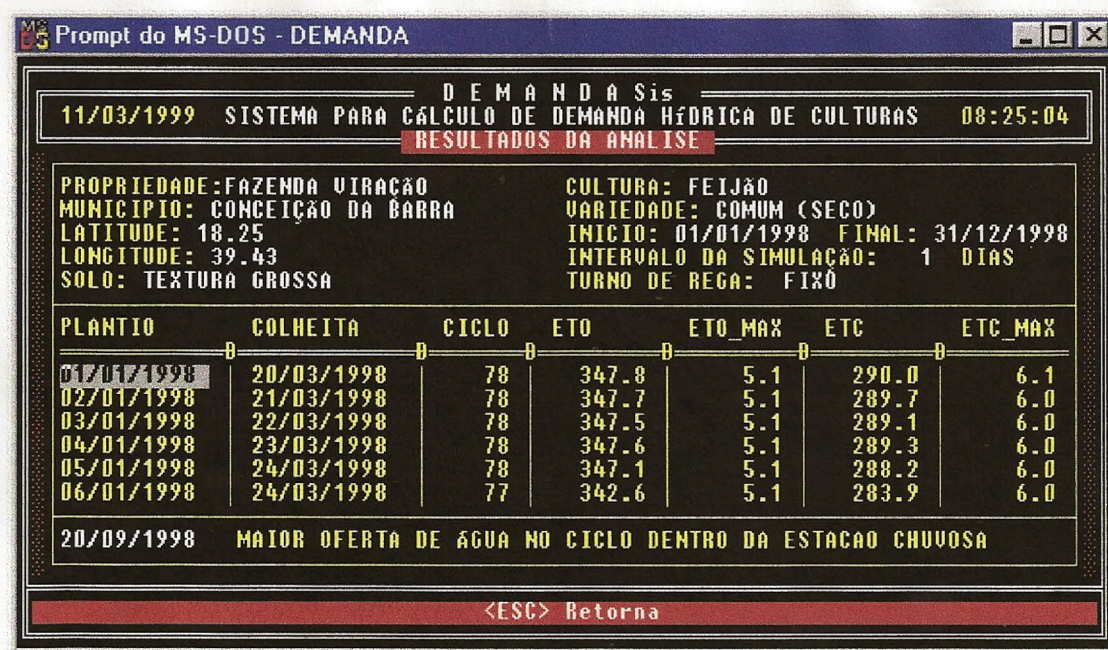 Prompt do MS-DOS - DEMANDA
D E M A N D A Sis
11/03/1999 SISTEMA PARA CáLCULO DE DEMANDA HíDRICA DE CULTURAS 08:25:04
RESULTADOS DA ANALISE
PROPRIEDADE:FAZENDA VIRAÇÃO CULTURA: FEIJÃO
MUNICIPIO: CONCEIÇÃO DA BARRA VARIEDADE: COMUM (SECO)
LATITUDE: 18.25 INICIO: 01/01/1998 FINAL: 31/12/1998
LONGITUDE: 39.43 INTERVALO DA SIMULAÇÃO: 1 DIAS
SOLO: TEXTURA GROSSA TURNO DE REGA: FIXO
PLANTIO COLHEITA CICLO ETO ETO_MAX ETC ETC_MAX
01/01/1998 20/03/1998 78 347.8 5.1 290.0 6.1
02/01/1998 21/03/1998 78 347.7 5.1 289.7 6.0
03/01/1998 22/03/1998 78 347.5 5.1 289.1 6.0
04/01/1998 23/03/1998 78 347.6 5.1 289.3 6.0
05/01/1998 24/03/1998 78 347.1 5.1 288.2 6.0
06/01/1998 24/03/1998 77 342.6 5.1 283.9 6.0
20/09/1998 MAIOR OFERTA DE áGUA NO CICLO DENTRO DA ESTACAO CHUVOSA
<ESC> Retorna